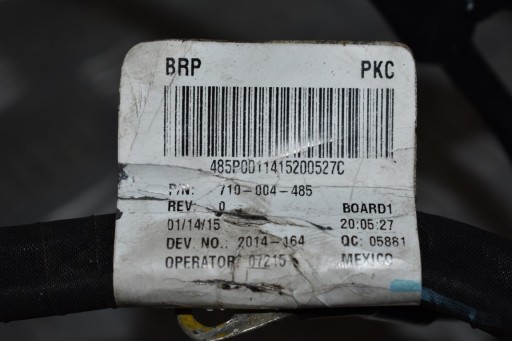 BRP PKC
485P0011415200527C
P/N: 710-004-485
REV: 0 BOARD1
01/14/15 20:05:27
DEV NO.: 2014-364 QC: 05881
OPERATOR: 07215 MEXICO